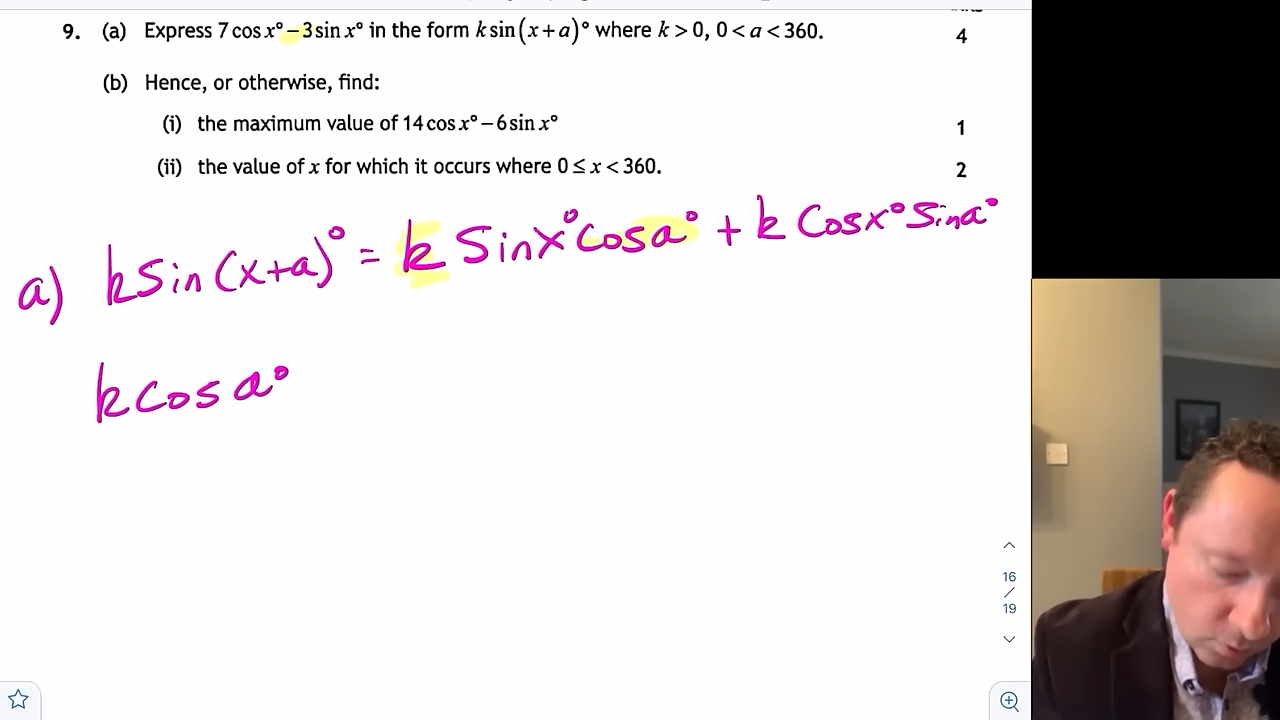 9. (a) Express 7 cos x° − 3 sin x° in the form k sin (x + a)° where k > 0, 0 < a < 360.
4
(b) Hence, or otherwise, find:
(i) the maximum value of 14 cos x° − 6 sin x°
1
(ii) the value of x for which it occurs where 0 ≤ x < 360.
2
a) k Sin (x+a)° = k Sinx° Cosa° + k Cosx° Sina°
k Cos a°
16
/
19